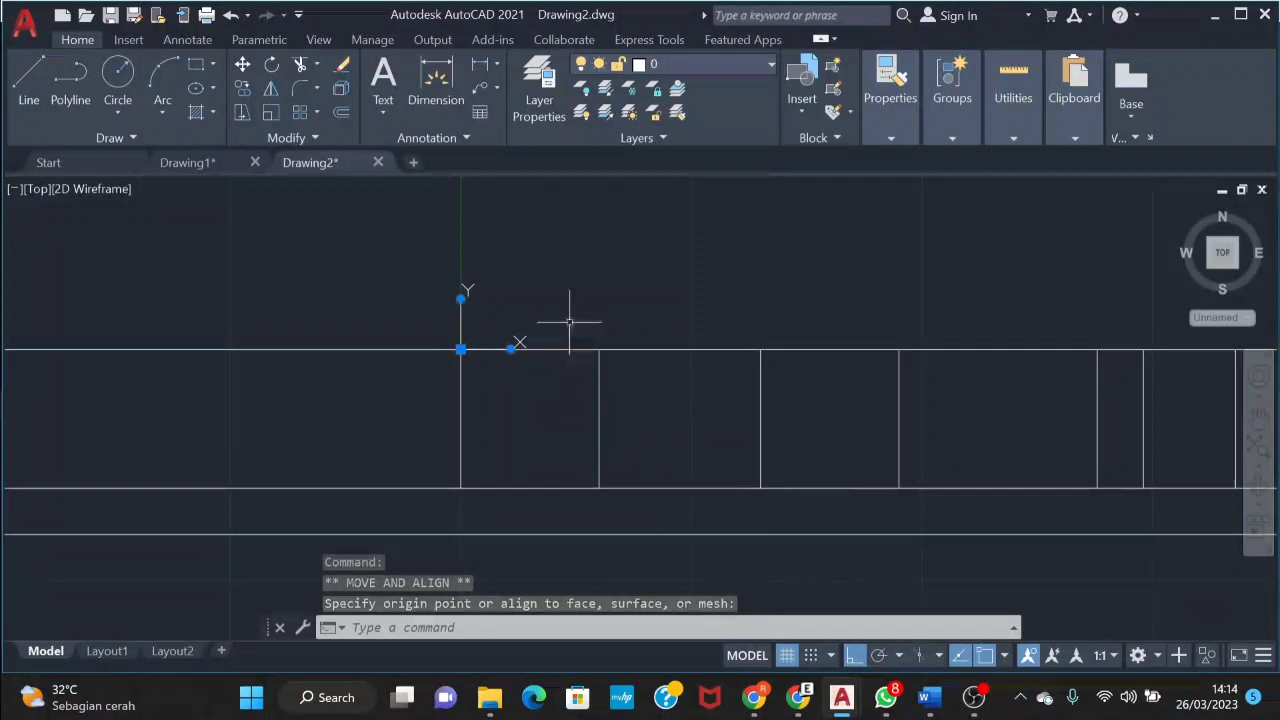 Autodesk AutoCAD 2021 Drawing2.dwg
Type a keyword or phrase
Sign In
Home Insert Annotate Parametric View Manage Output Add-ins Collaborate Express Tools Featured Apps
Line Polyline Circle Arc
Text Dimension
Layer Properties
0
Insert
Properties Groups Utilities Clipboard Base
Draw Modify Annotation Layers Block V...
Start Drawing1* Drawing2*
[−][Top][2D Wireframe]
N
W TOP E
S
Unnamed
Y
X
Command:
** MOVE AND ALIGN **
Specify origin point or align to face, surface, or mesh:
Type a command
Model Layout1 Layout2
MODEL
1:1
32°C
Sebagian cerah
Search
myhp
R
E
A
8
W
14:14
26/03/2023
5